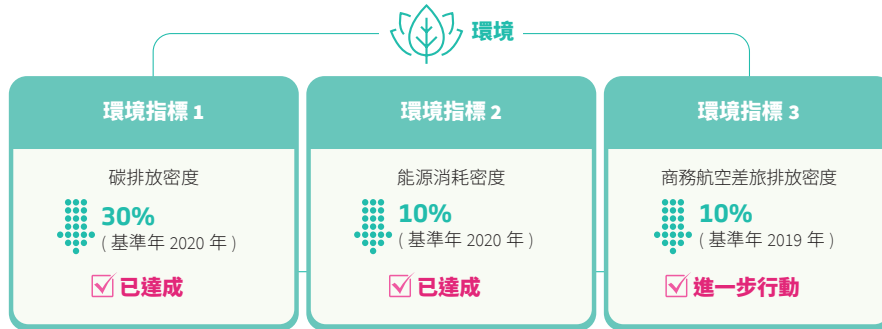 環境
環境指標 1
碳排放密度
30%
( 基準年 2020 年 )
已達成
環境指標 2
能源消耗密度
10%
( 基準年 2020 年 )
已達成
環境指標 3
商務航空差旅排放密度
10%
( 基準年 2019 年 )
進一步行動